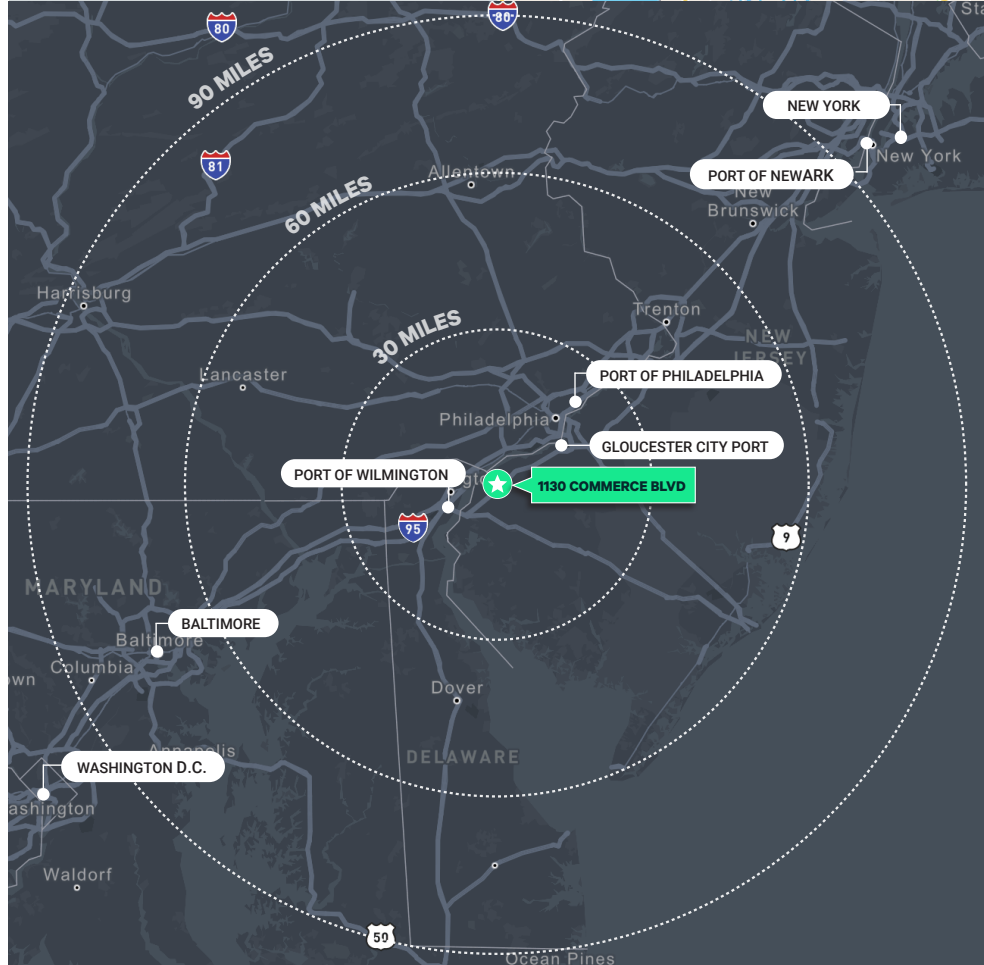 Sta
80
80
90 MILES
NEW YORK
New York
81
Allentown
PORT OF NEWARK
New
Brunswick
60 MILES
Harrisburg
Trenton
30 MILES
NEW
JERSEY
Lancaster
PORT OF PHILADELPHIA
Philadelphia
GLOUCESTER CITY PORT
PORT OF WILMINGTON
ngto
1130 COMMERCE BLVD
95
9
MARYLAND
BALTIMORE
Baltimore
Columbia
own
Dover
Annapolis
DELAWARE
WASHINGTON D.C.
ashington
Waldorf
50
Ocean Pines